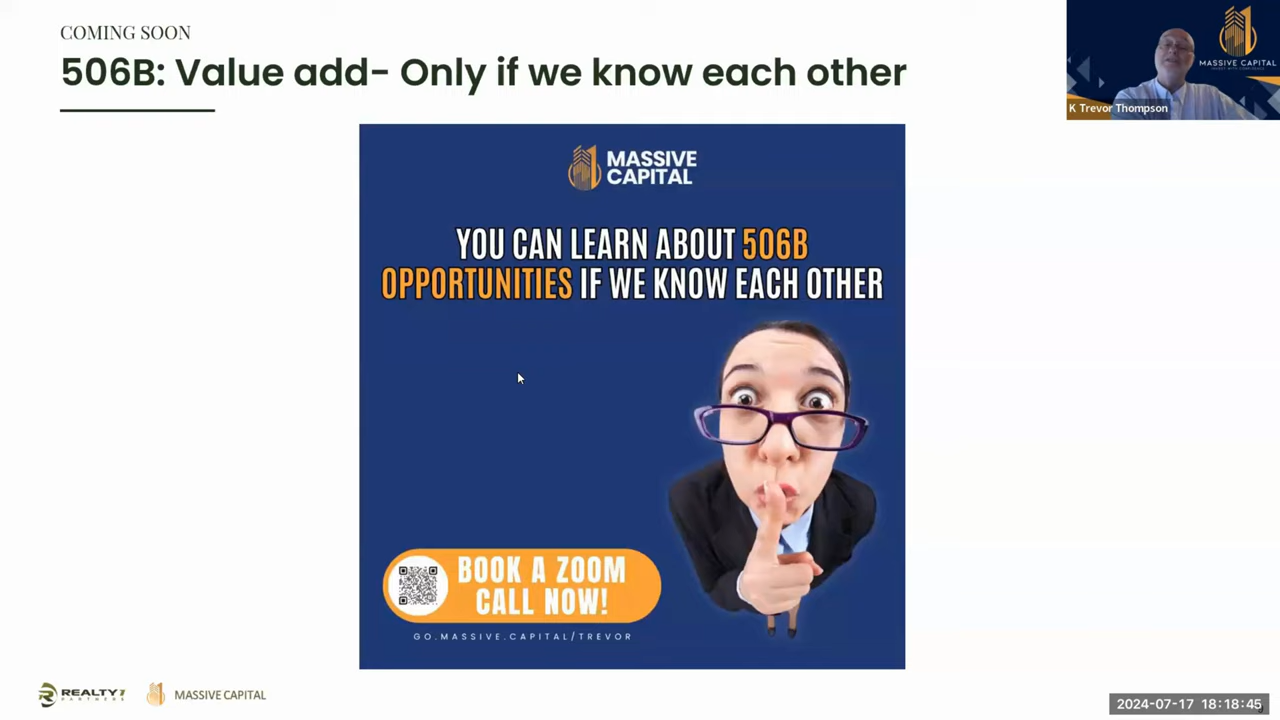 COMING SOON
506B: Value add- Only if we know each other
MASSIVE CAPITAL
K Trevor Thompson
MASSIVE
CAPITAL
YOU CAN LEARN ABOUT 506B
OPPORTUNITIES IF WE KNOW EACH OTHER
BOOK A ZOOM
CALL NOW!
GO.MASSIVE.CAPITAL/TREVOR
REALTY
PARTNERS
MASSIVE CAPITAL
2024-07-17 18:18:45